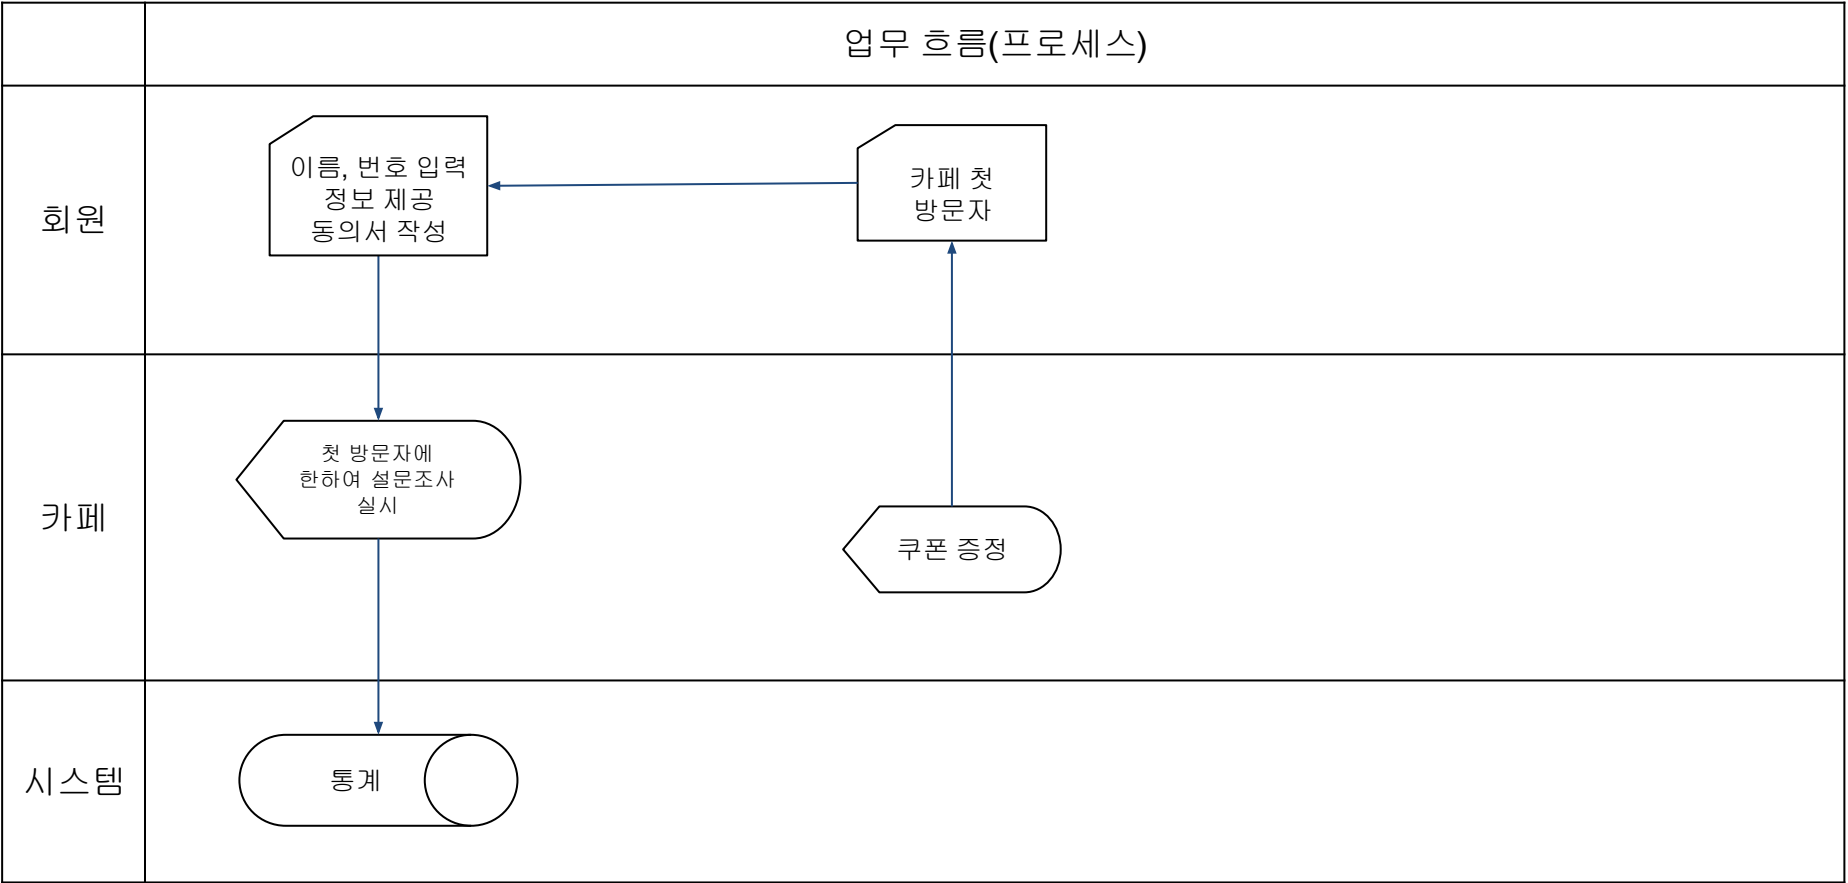 업무 흐름(프로세스)
회원
이름, 번호 입력
정보 제공
동의서 작성
카페 첫
방문자
카페
첫 방문자에
한하여 설문조사
실시
쿠폰 증정
시스템
통계